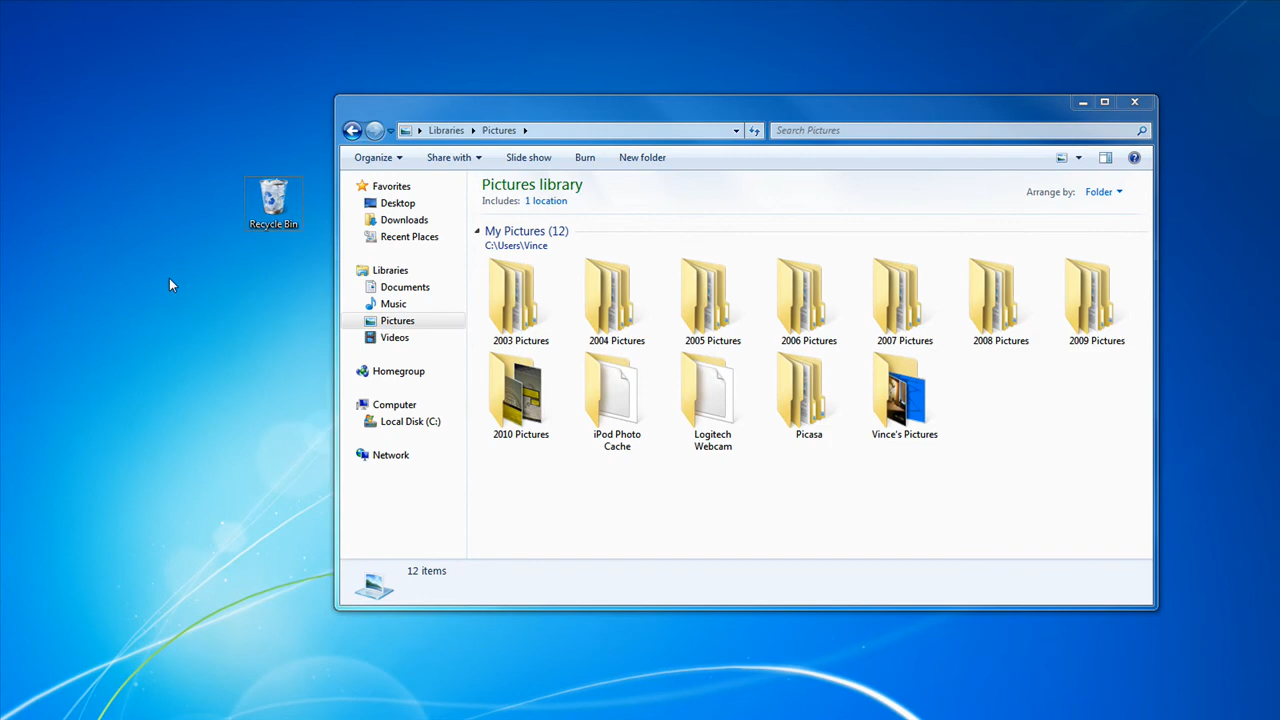 Recycle Bin
Libraries Pictures
Search Pictures
Organize Share with Slide show Burn New folder
Favorites
Desktop
Downloads
Recent Places
Libraries
Documents
Music
Pictures
Videos
Homegroup
Computer
Local Disk (C:)
Network
Pictures library
Includes: 1 location
Arrange by: Folder
My Pictures (12)
C:\Users\Vince
2003 Pictures 2004 Pictures 2005 Pictures 2006 Pictures 2007 Pictures 2008 Pictures 2009 Pictures
2010 Pictures iPod Photo Logitech Picasa Vince's Pictures
Cache Webcam
12 items